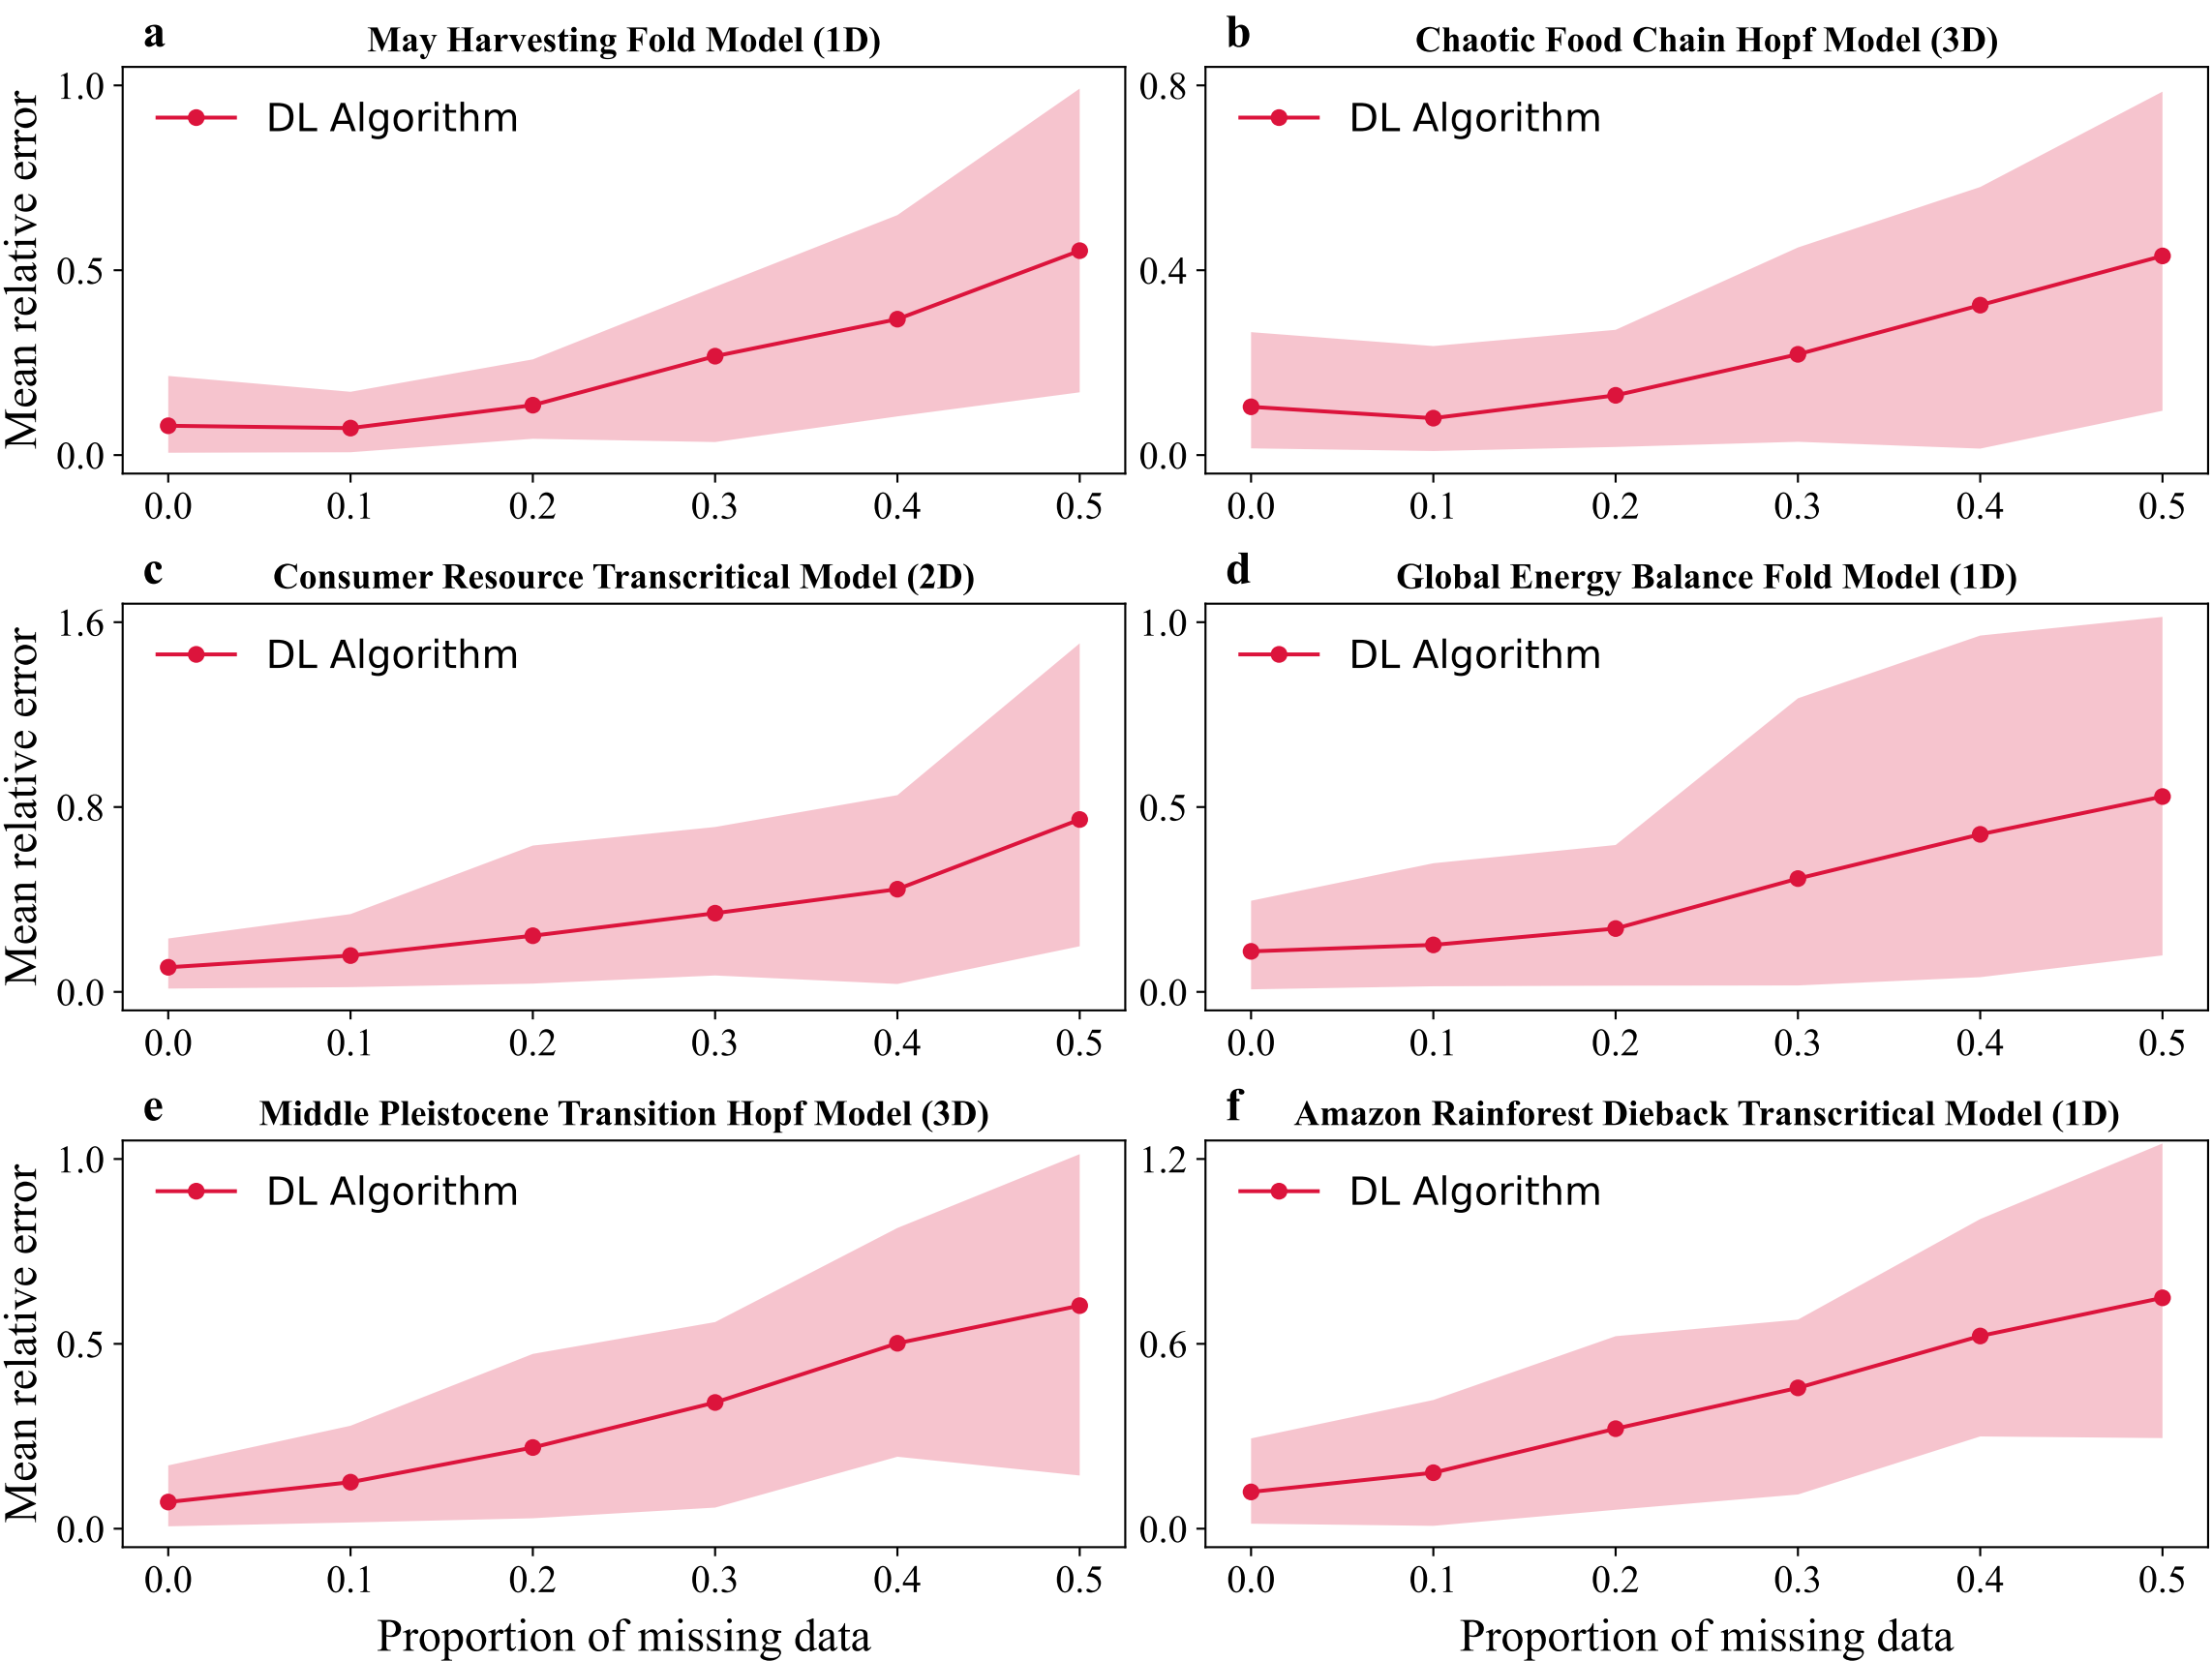 a May Harvesting Fold Model (1D)
Mean relative error
1.0
0.5
0.0
DL Algorithm
0.0 0.1 0.2 0.3 0.4 0.5
b Chaotic Food Chain Hopf Model (3D)
0.8
0.4
0.0
DL Algorithm
0.0 0.1 0.2 0.3 0.4 0.5
c Consumer Resource Transcritical Model (2D)
Mean relative error
1.6
0.8
0.0
DL Algorithm
0.0 0.1 0.2 0.3 0.4 0.5
d Global Energy Balance Fold Model (1D)
1.0
0.5
0.0
DL Algorithm
0.0 0.1 0.2 0.3 0.4 0.5
e Middle Pleistocene Transition Hopf Model (3D)
Mean relative error
1.0
0.5
0.0
DL Algorithm
0.0 0.1 0.2 0.3 0.4 0.5
Proportion of missing data
f Amazon Rainforest Dieback Transcritical Model (1D)
1.2
0.6
0.0
DL Algorithm
0.0 0.1 0.2 0.3 0.4 0.5
Proportion of missing data